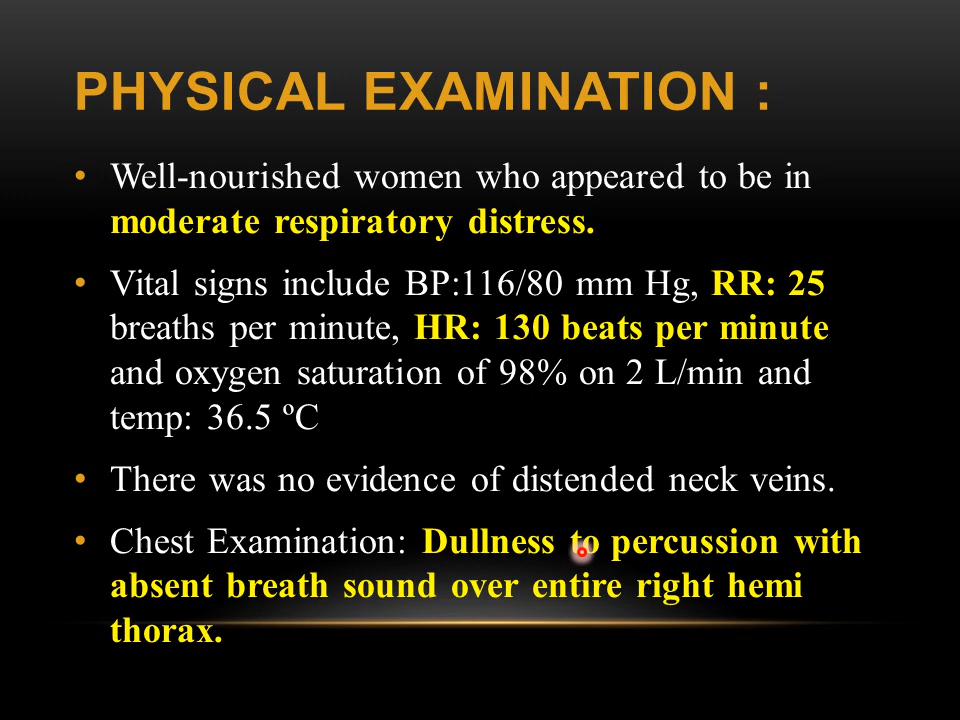 PHYSICAL EXAMINATION :
• Well-nourished women who appeared to be in
moderate respiratory distress.
• Vital signs include BP:116/80 mm Hg, RR: 25
breaths per minute, HR: 130 beats per minute
and oxygen saturation of 98% on 2 L/min and
temp: 36.5 ºC
• There was no evidence of distended neck veins.
• Chest Examination: Dullness to percussion with
absent breath sound over entire right hemi
thorax.